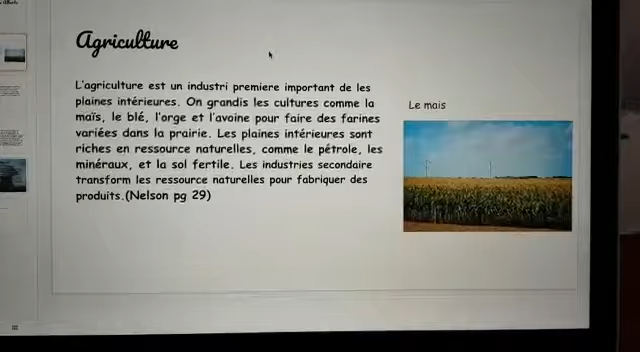 Agriculture
L'agriculture est un industri premiere important de les
plaines intérieures. On grandis les cultures comme la
maïs, le blé, l'orge et l'avoine pour faire des farines
variées dans la prairie. Les plaines intérieures sont
riches en ressource naturelles, comme le pétrole, les
minéraux, et la sol fertile. Les industries secondaire
transform les ressource naturelles pour fabriquer des
produits.(Nelson pg 29)
Le mais